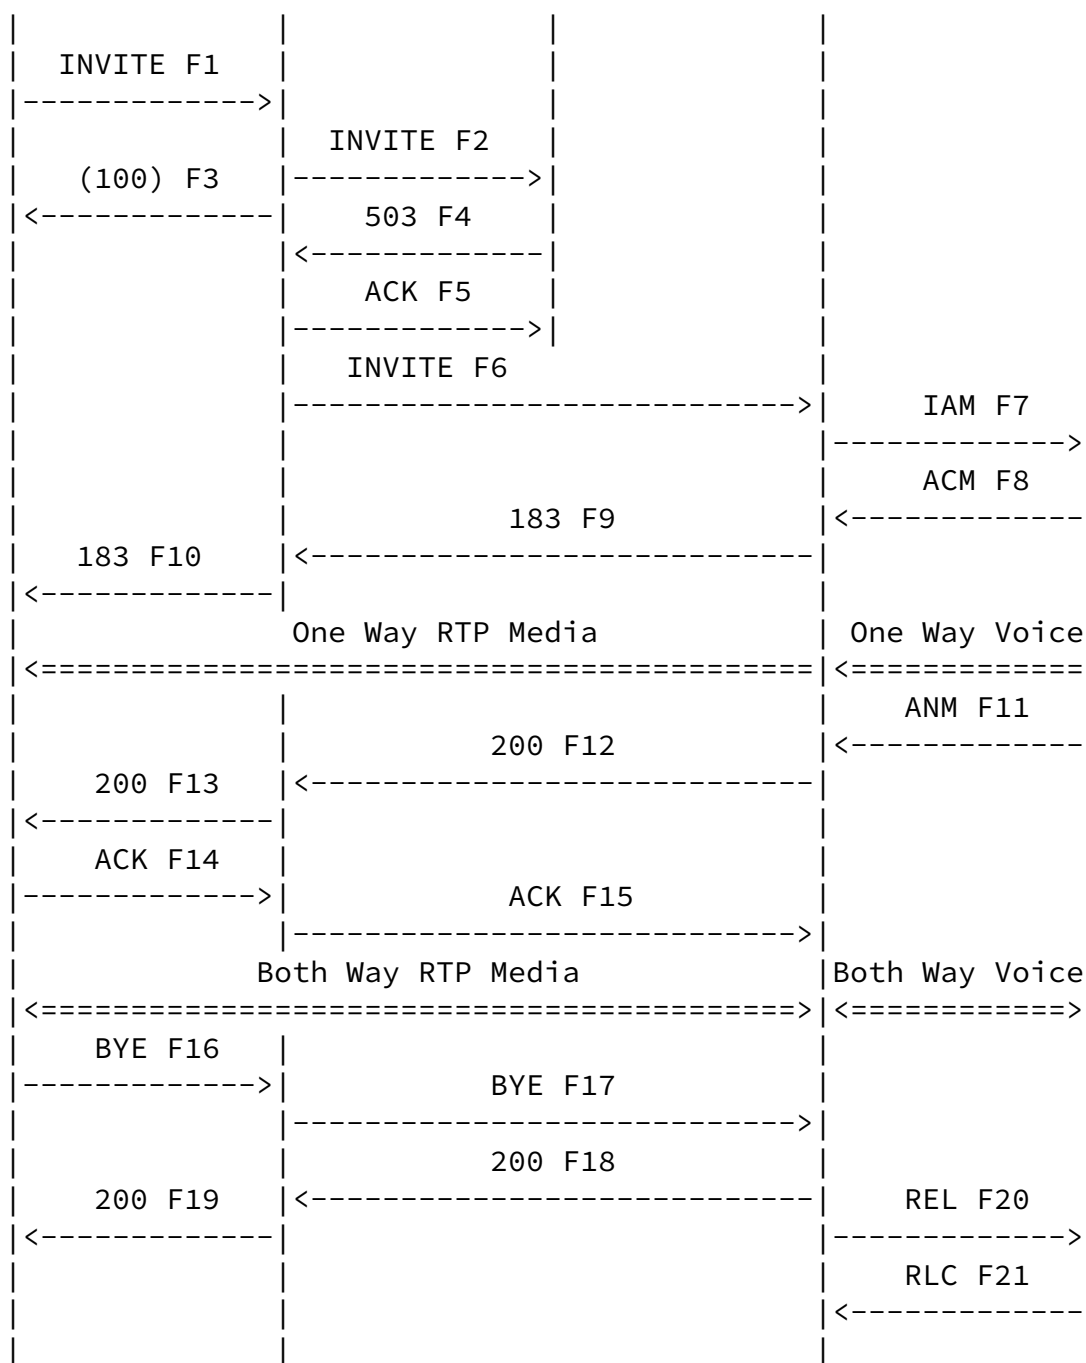 INVITE F1
INVITE F2
(100) F3
503 F4
ACK F5
INVITE F6
IAM F7
ACM F8
183 F9
183 F10
One Way RTP Media One Way Voice
ANM F11
200 F12
200 F13
ACK F14
ACK F15
Both Way RTP Media Both Way Voice
BYE F16
BYE F17
200 F18
200 F19 REL F20
RLC F21